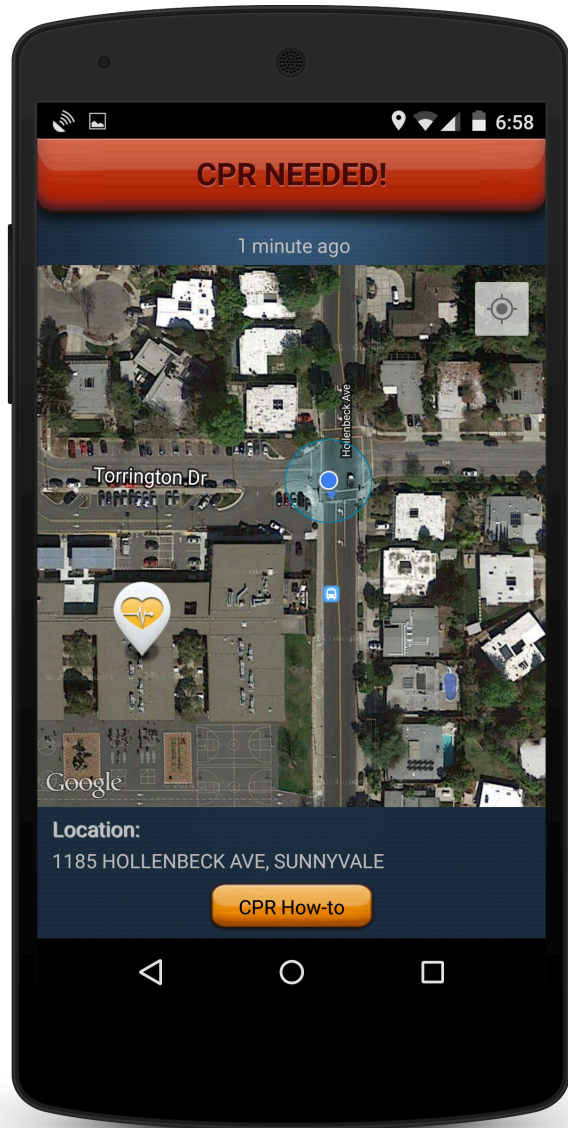 6:58
CPR NEEDED!
1 minute ago
Hollenbeck Ave
Torrington Dr
Google
Location:
1185 HOLLENBECK AVE, SUNNYVALE
CPR How-to